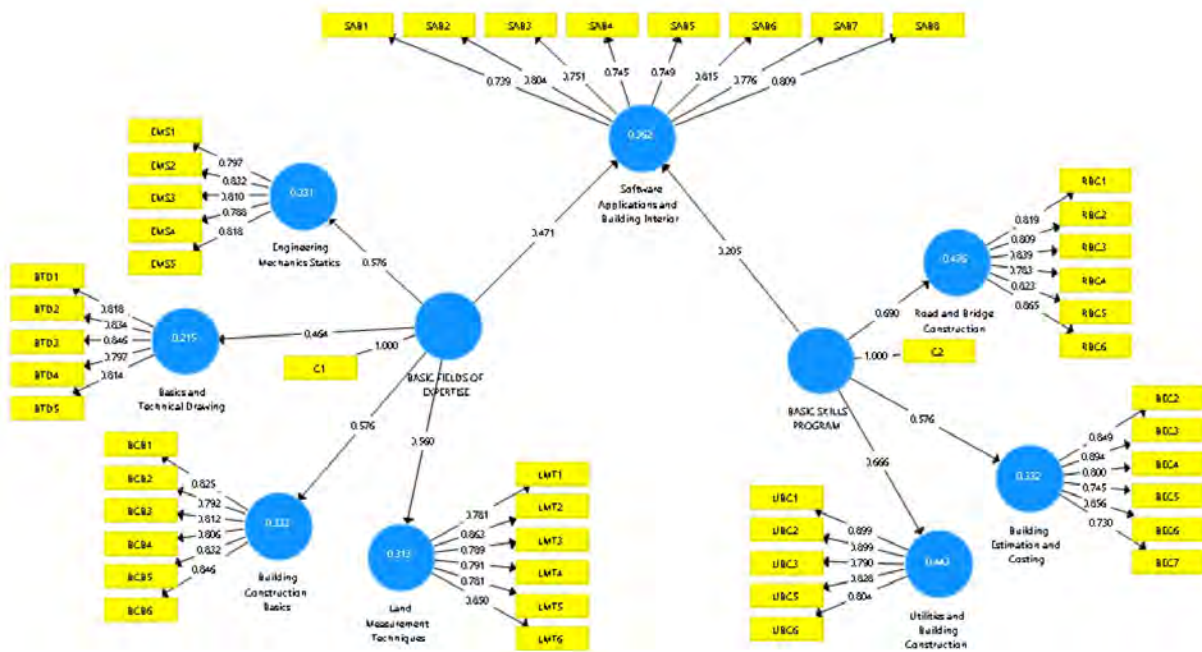 SAB1 SAB2 SAB3 SAB4 SAB5 SAB6 SAB7 SAB8
0.739 0.804 0.751 0.745 0.749 0.815 0.776 0.809
Software
Applications and
Building Interior
EMS1
EMS2
EMS3
EMS4
EMS5
0.797
0.832
0.810
0.788
0.818
0.331
Engineering
Mechanics Statics
0.576
0.471
0.205
BTD1
BTD2
BTD3
BTD4
BTD5
0.818
0.834
0.846
0.797
0.814
0.215
Basics and
Technical Drawing
0.464
C1
1.000
BASIC FIELDS OF
EXPERTISE
RBC1
RBC2
RBC3
RBC4
RBC5
RBC6
0.819
0.809
0.839
0.783
0.823
0.865
Road and Bridge
Construction
0.690
1.000
C2
BASIC SKILLS
PROGRAM
BCB1
BCB2
BCB3
BCB4
BCB5
BCB6
0.825
0.792
0.812
0.806
0.832
0.846
Building
Construction
Basics
0.576
0.560
LMT1
LMT2
LMT3
LMT4
LMT5
LMT6
0.781
0.863
0.789
0.791
0.781
0.850
0.313
Land
Measurement
Techniques
0.576
0.666
BEC2
BEC3
BEC4
BEC5
BEC6
BEC7
0.849
0.894
0.800
0.745
0.856
0.730
0.332
Building
Estimation and
Costing
UBC1
UBC2
UBC3
UBC5
UBC6
0.899
0.899
0.790
0.828
0.804
0.443
Utilities and
Building
Construction